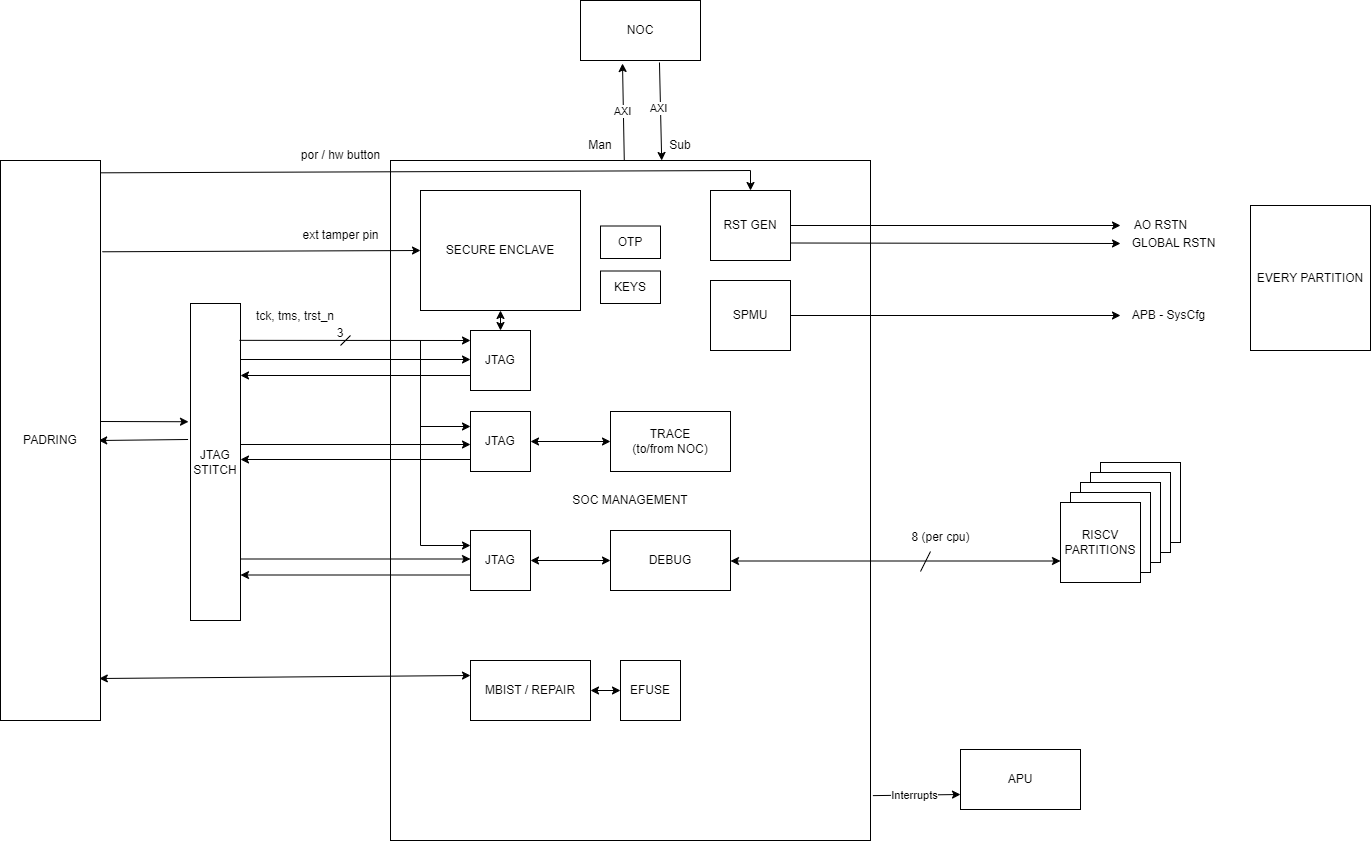 NOC
AXI
AXI
Man
Sub
por / hw button
ext tamper pin
SECURE ENCLAVE
OTP
KEYS
RST GEN
AO RSTN
GLOBAL RSTN
EVERY PARTITION
SPMU
APB - SysCfg
tck, tms, trst_n
3
JTAG
PADRING
JTAG
STITCH
JTAG
TRACE
(to/from NOC)
SOC MANAGEMENT
JTAG
DEBUG
8 (per cpu)
RISCV
PARTITIONS
MBIST / REPAIR
EFUSE
Interrupts
APU